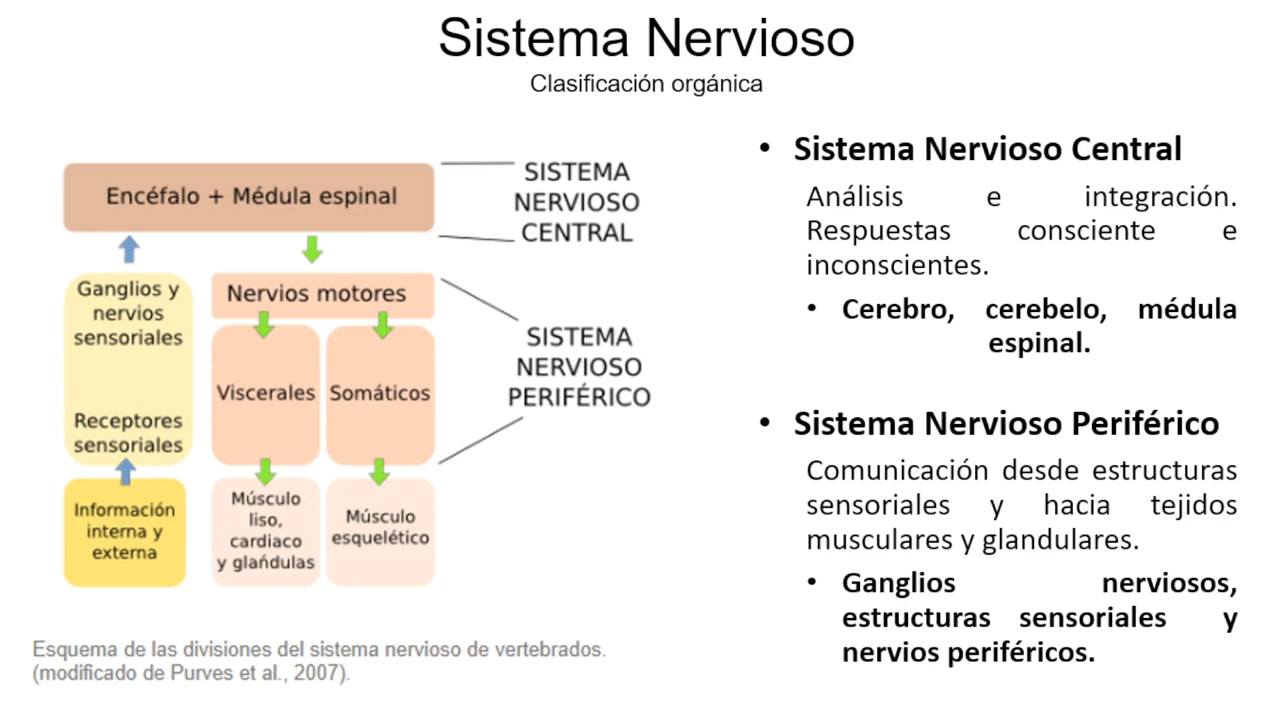 Sistema Nervioso
Clasificación orgánica
Encéfalo + Médula espinal
SISTEMA
NERVIOSO
CENTRAL
Ganglios y
nervios
sensoriales
Receptores
sensoriales
Información
interna y
externa
Nervios motores
Viscerales
Somáticos
Músculo
liso,
cardiaco
y glańdulas
Músculo
esquelético
SISTEMA
NERVIOSO
PERIFÉRICO
Esquema de las divisiones del sistema nervioso de vertebrados.
(modificado de Purves et al., 2007).
• Sistema Nervioso Central
Análisis e integración.
Respuestas consciente e
inconscientes.
• Cerebro, cerebelo, médula
espinal.
• Sistema Nervioso Periférico
Comunicación desde estructuras
sensoriales y hacia tejidos
musculares y glandulares.
• Ganglios nerviosos,
estructuras sensoriales y
nervios periféricos.